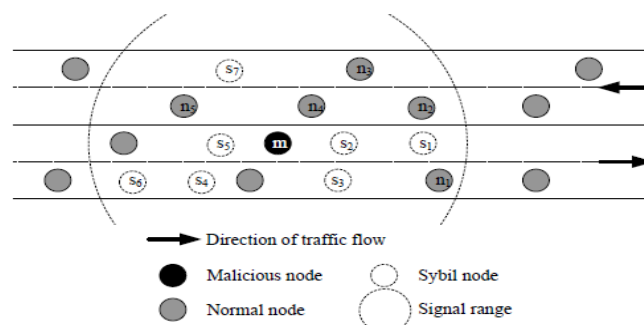 s7 n3
n5 n4 n2
s5 m s2 s1
s6 s4 s3 n1
Direction of traffic flow
Malicious node Sybil node
Normal node Signal range